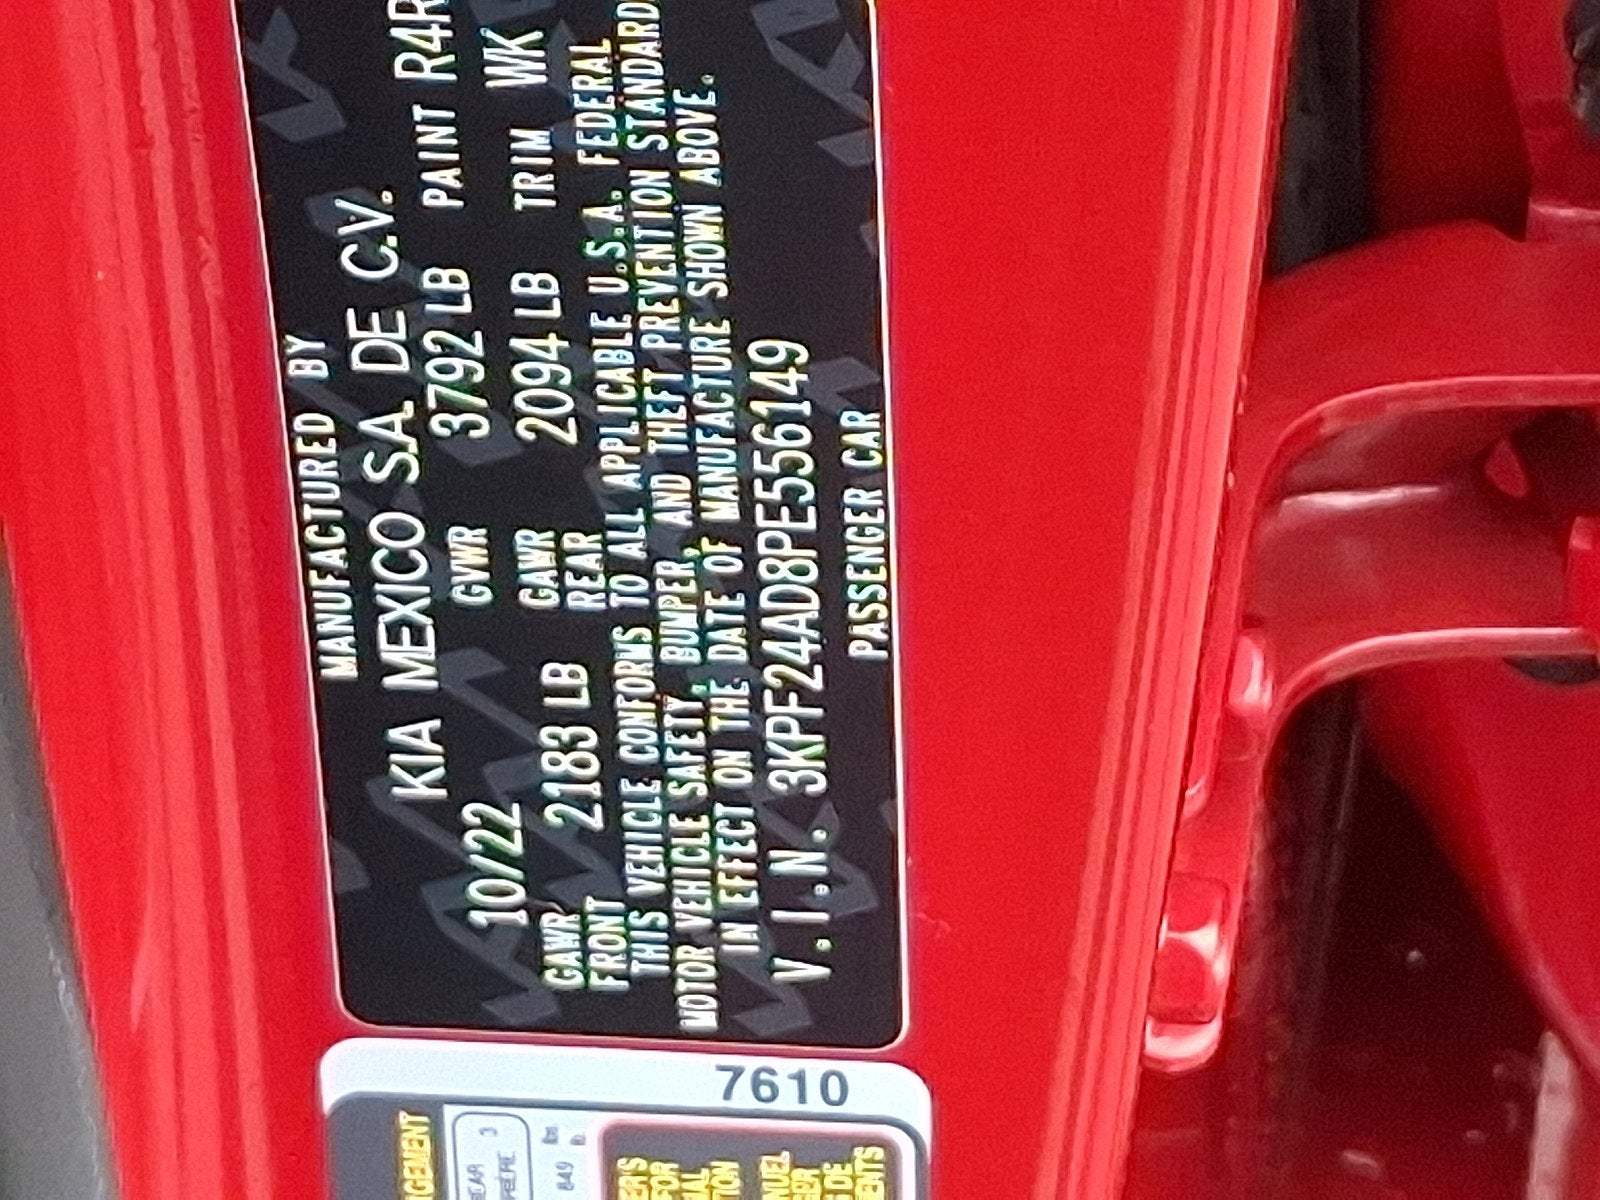 MANUFACTURED BY
KIA MEXICO S.A. DE C.V.
10/22 GVWR 3792 LB PAINT R4R
GAWR FRONT 2183 LB GAWR REAR 2094 LB TRIM WK
THIS VEHICLE CONFORMS TO ALL APPLICABLE U.S.A. FEDERAL
MOTOR VEHICLE SAFETY, BUMPER, AND THEFT PREVENTION STANDARD
IN EFFECT ON THE DATE OF MANUFACTURE SHOWN ABOVE.
V.I.N. 3KPF24AD8PE556149
PASSENGER CAR
7610
849